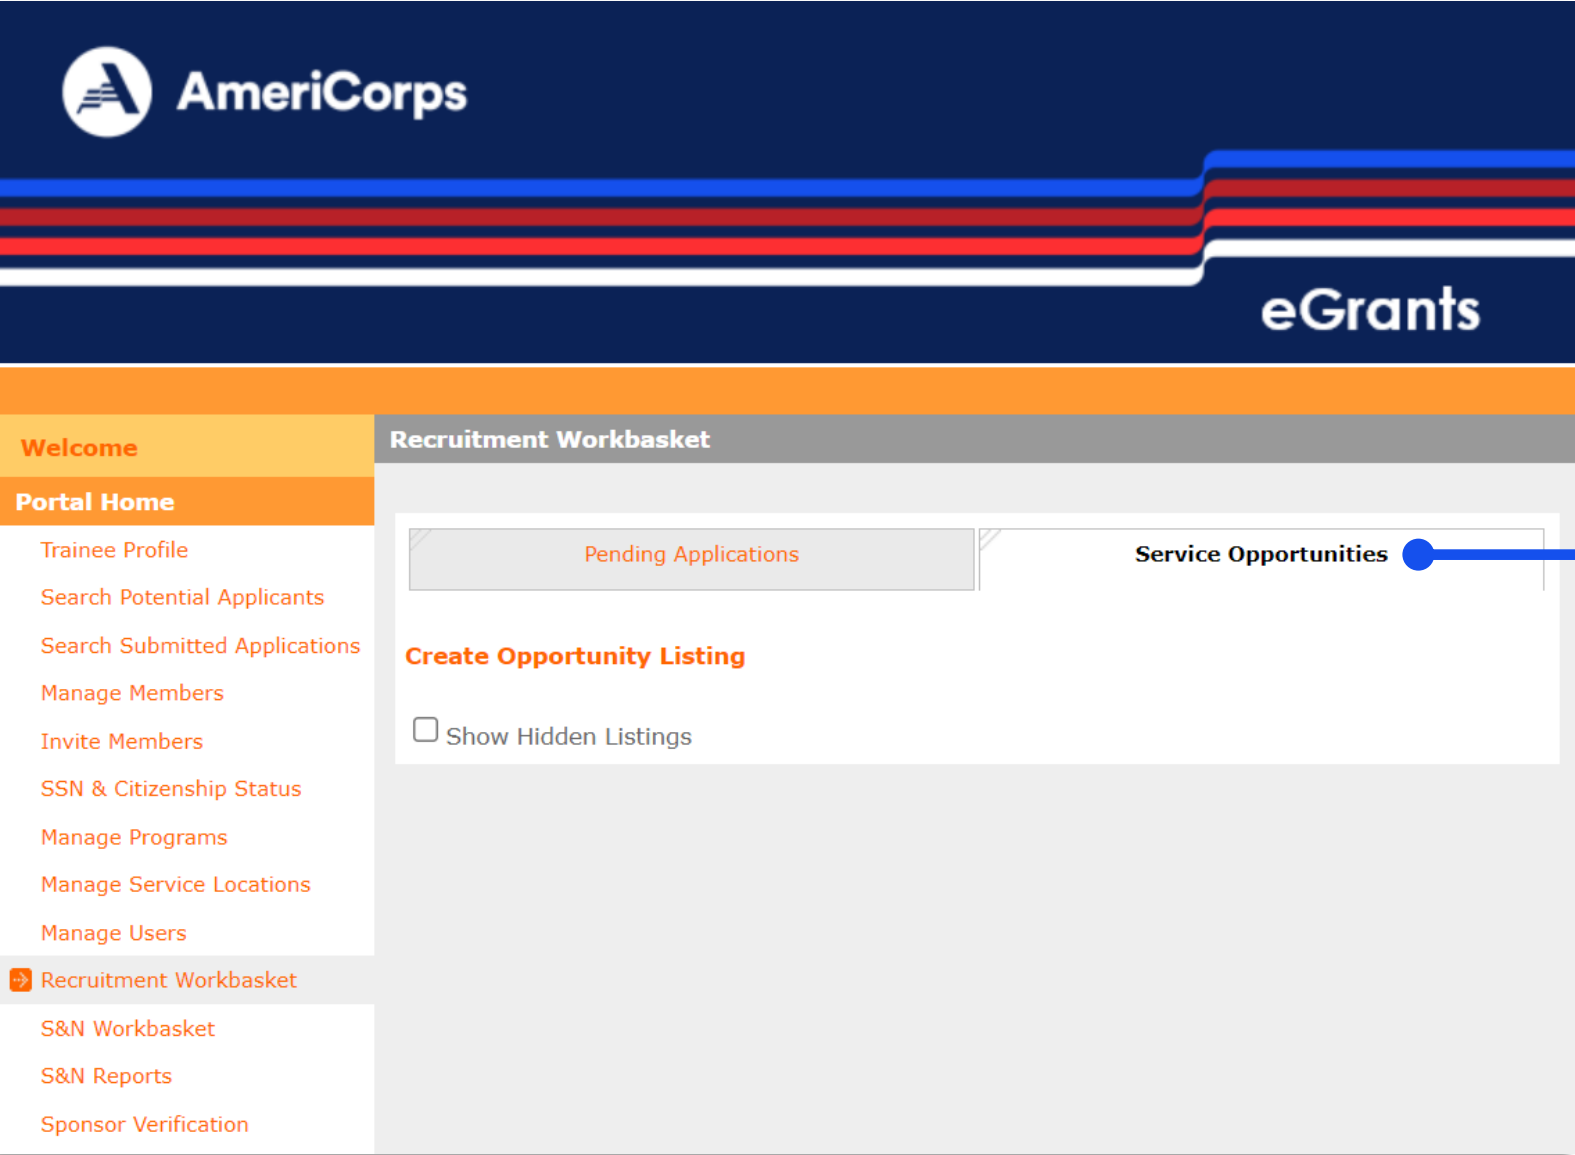 AmeriCorps
eGrants
Welcome
Portal Home
Trainee Profile
Search Potential Applicants
Search Submitted Applications
Manage Members
Invite Members
SSN & Citizenship Status
Manage Programs
Manage Service Locations
Manage Users
Recruitment Workbasket
S&N Workbasket
S&N Reports
Sponsor Verification
Recruitment Workbasket
Pending Applications
Service Opportunities
Create Opportunity Listing
Show Hidden Listings